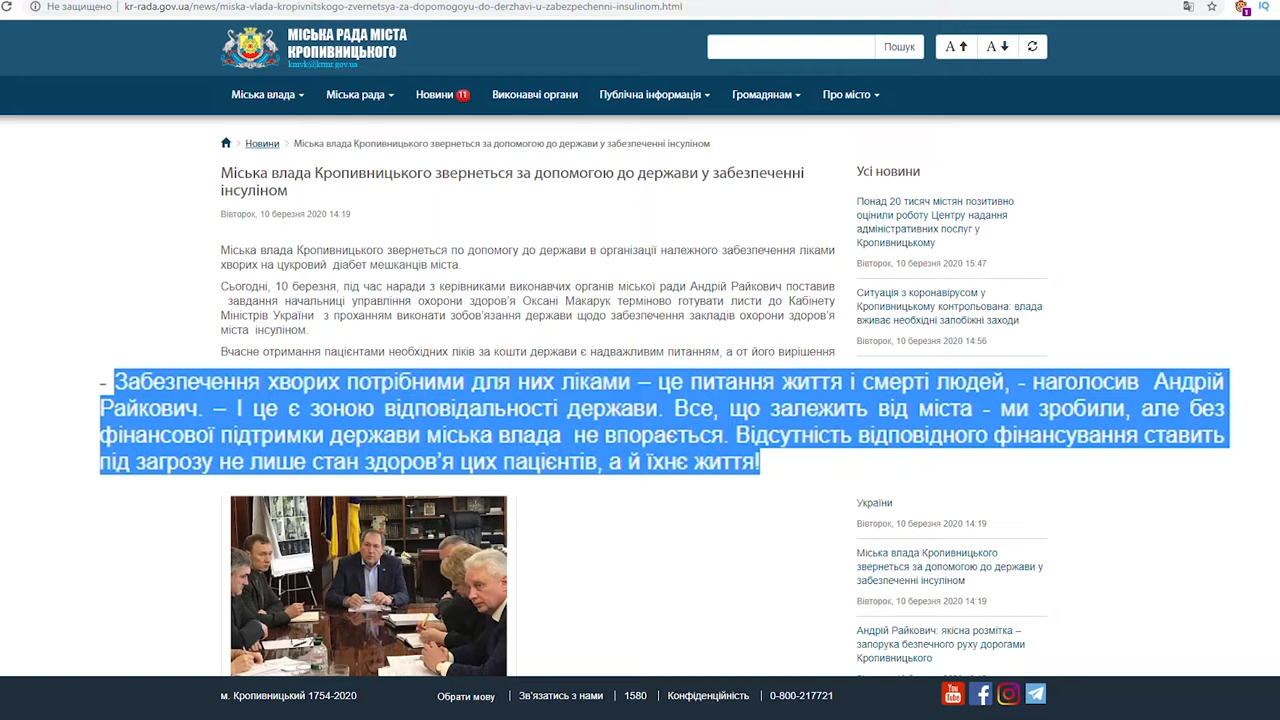 Не защищено
kr-rada.gov.ua/news/miska-vlada-kropivnitskogo-zvernetsya-za-dopomogoyu-do-derzhavi-u-zabezpechenni-insulinom.html
МІСЬКА РАДА МІСТА
КРОПИВНИЦЬКОГО
kmvk@krmr.gov.ua
Пошук
A
A
Міська влада
Міська рада
Новини 11
Виконавчі органи
Публічна інформація
Громадянам
Про місто
Новини
Міська влада Кропивницького звернеться за допомогою до держави у забезпеченні інсуліном
Міська влада Кропивницького звернеться за допомогою до держави у забезпеченні
інсуліном
Вівторок, 10 березня 2020 14:19
Міська влада Кропивницького звернеться по допомогу до держави в організації належного забезпечення ліками
хворих на цукровий діабет мешканців міста.
Сьогодні, 10 березня, під час наради з керівниками виконавчих органів міської ради Андрій Райкович поставив
завдання начальниці управління охорони здоров’я Оксані Макарук терміново готувати листи до Кабінету
Міністрів України з проханням виконати зобов’язання держави щодо забезпечення закладів охорони здоров’я
міста інсуліном.
Вчасне отримання пацієнтами необхідних ліків за кошти держави є надважливим питанням, а от його вирішення
- Забезпечення хворих потрібними для них ліками – це питання життя і смерті людей, - наголосив Андрій
Райкович. – І це є зоною відповідальності держави. Все, що залежить від міста - ми зробили, але без
фінансової підтримки держави міська влада не впорається. Відсутність відповідного фінансування ставить
під загрозу не лише стан здоров’я цих пацієнтів, а й їхнє життя!
Усі новини
Понад 20 тисяч містян позитивно
оцінили роботу Центру надання
адміністративних послуг у
Кропивницькому
Вівторок, 10 березня 2020 15:47
Ситуація з коронавірусом у
Кропивницькому контрольована: влада
вживає необхідні запобіжні заходи
Вівторок, 10 березня 2020 14:56
України
Вівторок, 10 березня 2020 14:19
Міська влада Кропивницького
звернеться за допомогою до держави у
забезпеченні інсуліном
Вівторок, 10 березня 2020 14:19
Андрій Райкович: якісна розмітка –
запорука безпечного руху дорогами
Кропивницького
м. Кропивницький 1754-2020
Обрати мову
Зв'язатись з нами
1580
Конфіденційність
0-800-217721
You
Tube